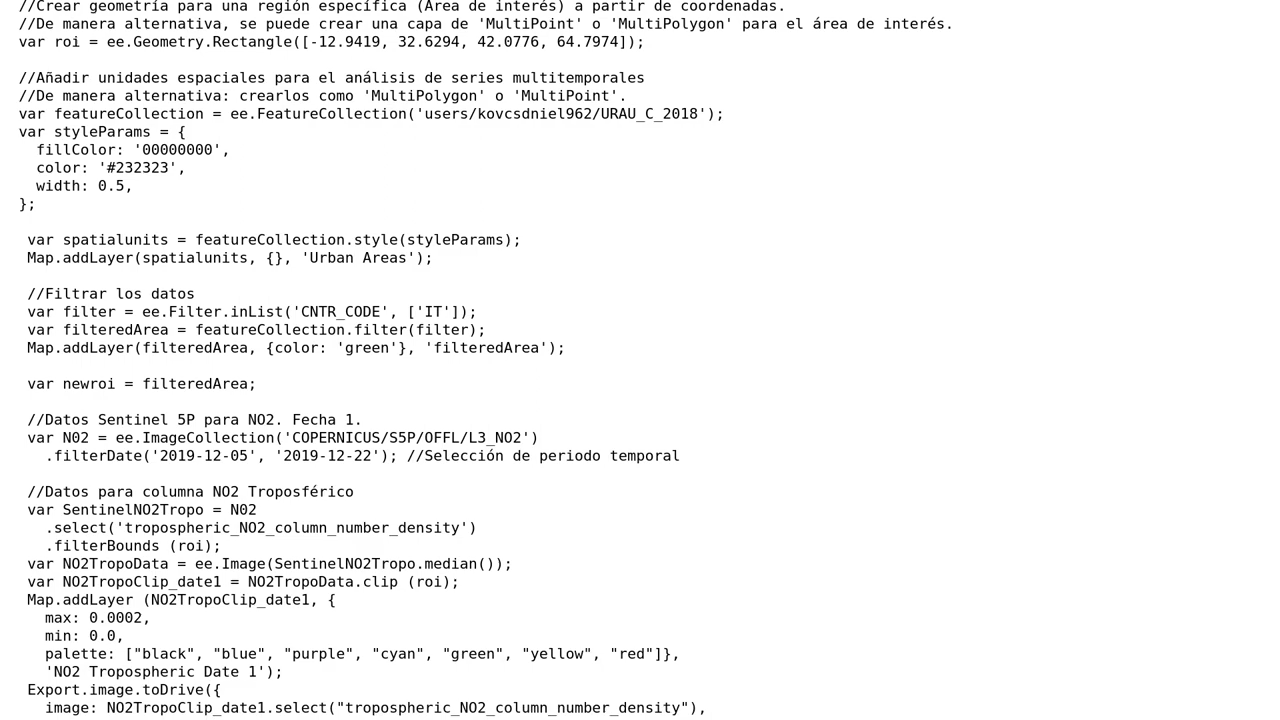 //Crear geometría para una región específica (Área de interés) a partir de coordenadas.
//De manera alternativa, se puede crear una capa de 'MultiPoint' o 'MultiPolygon' para el área de interés.
var roi = ee.Geometry.Rectangle([-12.9419, 32.6294, 42.0776, 64.7974]);
//Añadir unidades espaciales para el análisis de series multitemporales
//De manera alternativa: crearlos como 'MultiPolygon' o 'MultiPoint'.
var featureCollection = ee.FeatureCollection('users/kovcsdniel962/URAU_C_2018');
var styleParams = {
  fillColor: '00000000',
  color: '#232323',
  width: 0.5,
};
 var spatialunits = featureCollection.style(styleParams);
 Map.addLayer(spatialunits, {}, 'Urban Areas');
 //Filtrar los datos
 var filter = ee.Filter.inList('CNTR_CODE', ['IT']);
 var filteredArea = featureCollection.filter(filter);
 Map.addLayer(filteredArea, {color: 'green'}, 'filteredArea');
 var newroi = filteredArea;
 //Datos Sentinel 5P para NO2. Fecha 1.
 var N02 = ee.ImageCollection('COPERNICUS/S5P/OFFL/L3_NO2')
   .filterDate('2019-12-05', '2019-12-22'); //Selección de periodo temporal
 //Datos para columna NO2 Troposférico
 var SentinelNO2Tropo = N02
   .select('tropospheric_NO2_column_number_density')
   .filterBounds (roi);
 var NO2TropoData = ee.Image(SentinelNO2Tropo.median());
 var NO2TropoClip_date1 = NO2TropoData.clip (roi);
 Map.addLayer (NO2TropoClip_date1, {
   max: 0.0002,
   min: 0.0,
   palette: ["black", "blue", "purple", "cyan", "green", "yellow", "red"]},
   'NO2 Tropospheric Date 1');
 Export.image.toDrive({
   image: NO2TropoClip_date1.select("tropospheric_NO2_column_number_density"),